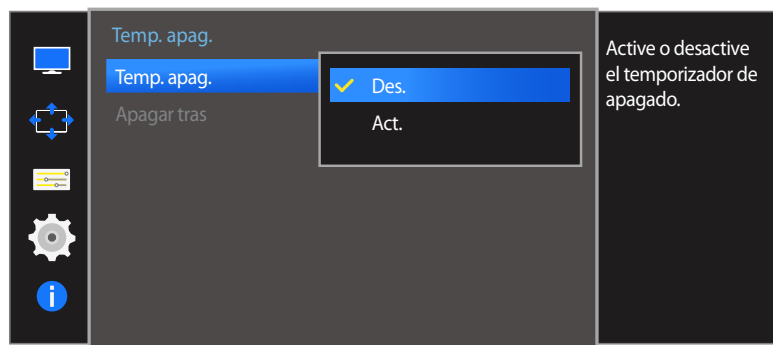 Temp. apag.
Temp. apag.
Apagar tras
Des.
Act.
Active o desactive
el temporizador de
apagado.